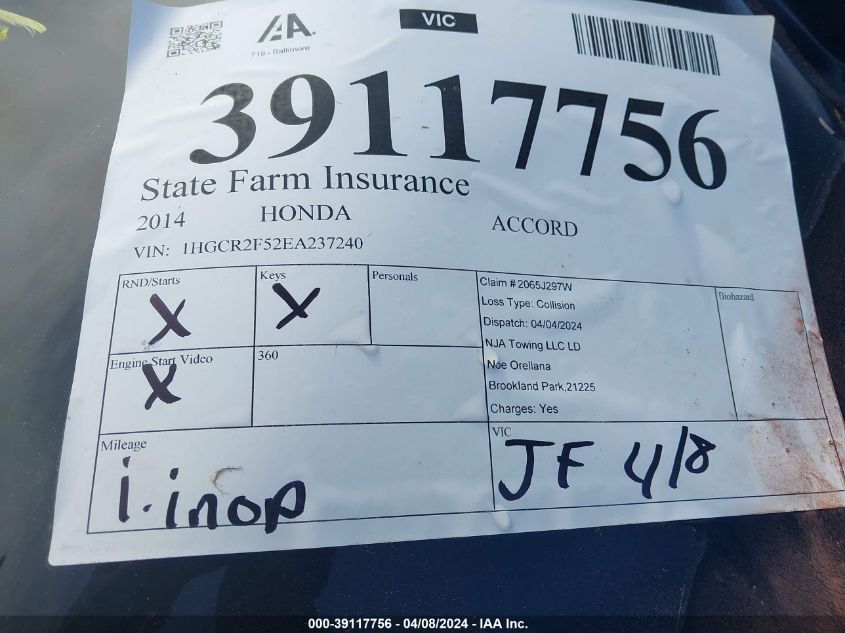 IAA.
VIC
719 - Baltimore
39117756
State Farm Insurance
2014 HONDA ACCORD
VIN: 1HGCR2F52EA237240
RND/Starts Keys Personals
X X
Claim # 2065J297W
Loss Type: Collision
Dispatch: 04/04/2024
NJA Towing LLC LD
Noe Orellana
Brookland Park,21225
Charges: Yes
Biohazard
Engine Start Video 360
X
Mileage
i.inop
VIC
JF 4/8
000-39117756 - 04/08/2024 - IAA Inc.